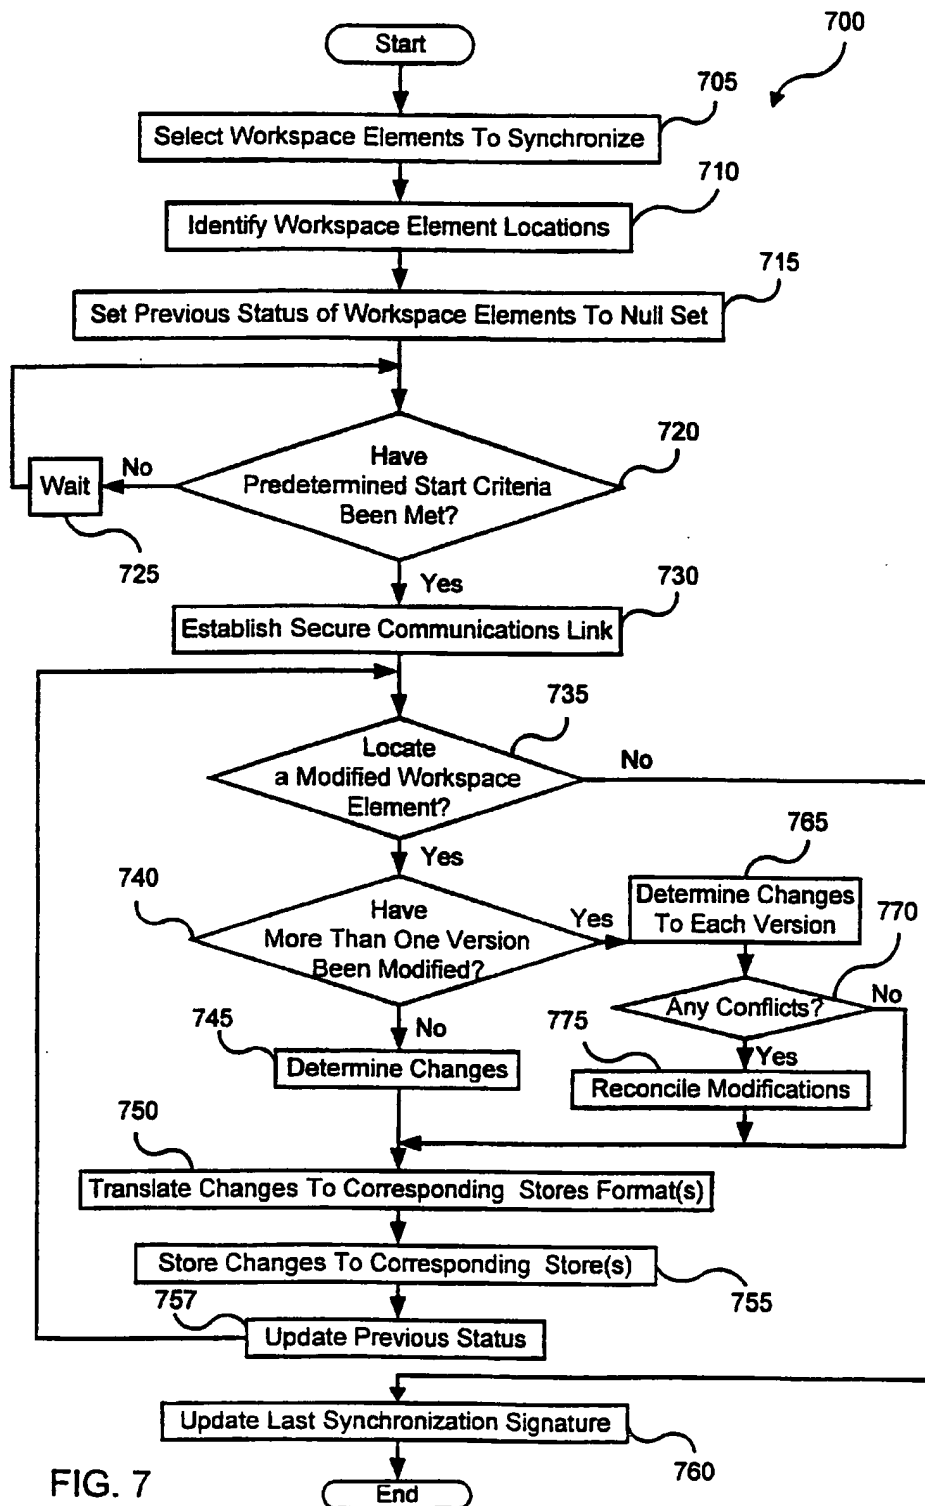 Start
700
705
Select Workspace Elements To Synchronize
710
Identify Workspace Element Locations
715
Set Previous Status of Workspace Elements To Null Set
720
Have
Predetermined Start Criteria
Been Met?
No
Wait
725
Yes
730
Establish Secure Communications Link
735
Locate
a Modified Workspace
Element?
No
Yes
740
Have
More Than One Version
Been Modified?
Yes
765
Determine Changes
To Each Version
770
Any Conflicts?
No
No
745
Determine Changes
775
Yes
Reconcile Modifications
750
Translate Changes To Corresponding Stores Format(s)
Store Changes To Corresponding Store(s)
755
757
Update Previous Status
Update Last Synchronization Signature
760
FIG. 7
End